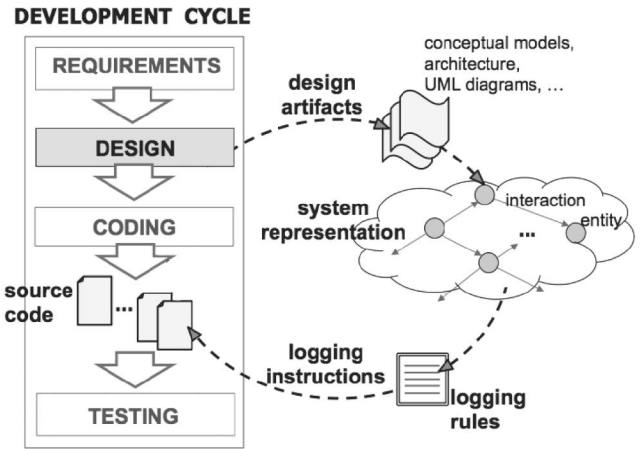 DEVELOPMENT CYCLE
REQUIREMENTS
DESIGN
CODING
source
code
...
TESTING
design
artifacts
conceptual models,
architecture,
UML diagrams, ...
system
representation
interaction
entity
...
logging
instructions
logging
rules